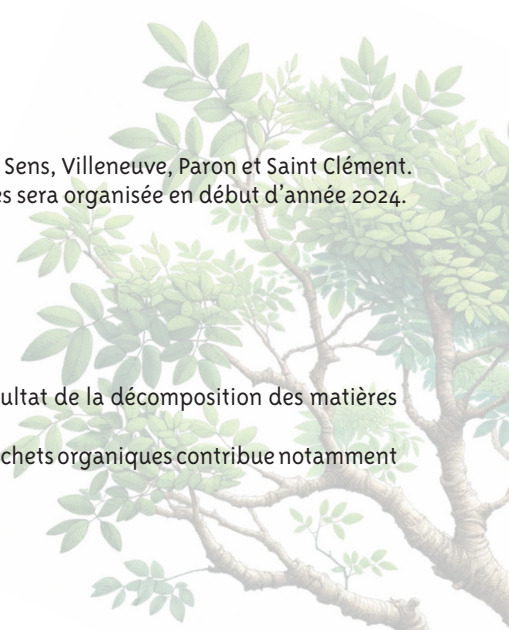 Sens, Villeneuve, Paron et Saint Clément.
es sera organisée en début d'année 2024.
ultat de la décomposition des matières
chets organiques contribue notamment